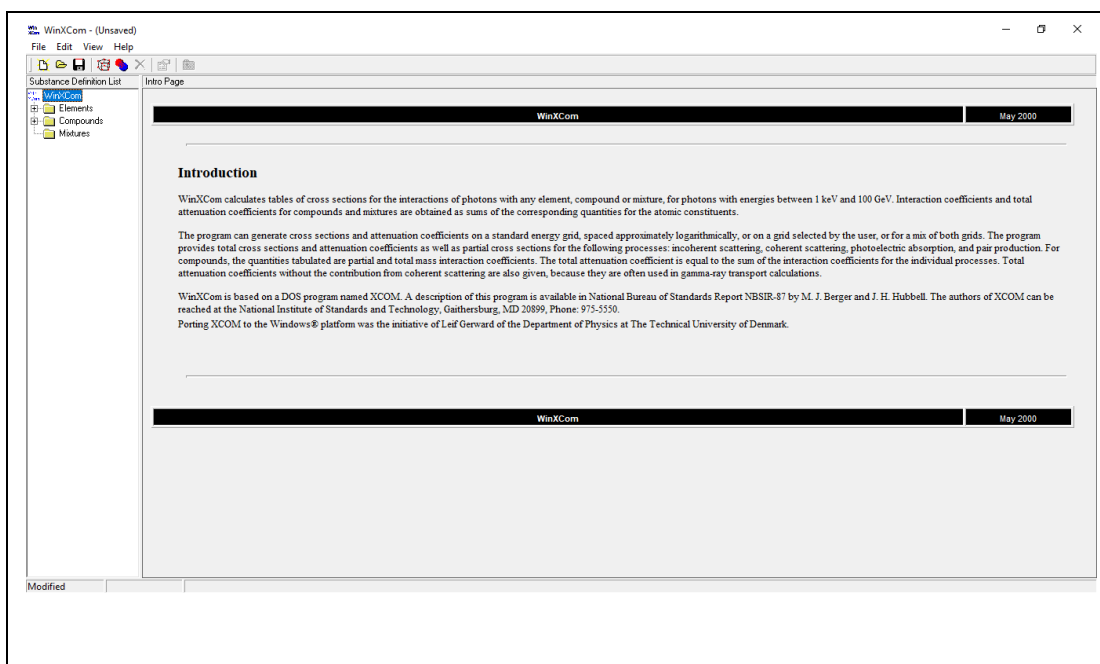 WinXCom - (Unsaved)
File Edit View Help
Substance Definition List
Intro Page
WinXCom
Elements
Compounds
Mixtures
WinXCom May 2000
Introduction
WinXCom calculates tables of cross sections for the interactions of photons with any element, compound or mixture, for photons with energies between 1 keV and 100 GeV. Interaction coefficients and total
attenuation coefficients for compounds and mixtures are obtained as sums of the corresponding quantities for the atomic constituents.
The program can generate cross sections and attenuation coefficients on a standard energy grid, spaced approximately logarithmically, or on a grid selected by the user, or for a mix of both grids. The program
provides total cross sections and attenuation coefficients as well as partial cross sections for the following processes: incoherent scattering, coherent scattering, photoelectric absorption, and pair production. For
compounds, the quantities tabulated are partial and total mass interaction coefficients. The total attenuation coefficient is equal to the sum of the interaction coefficients for the individual processes. Total
attenuation coefficients without the contribution from coherent scattering are also given, because they are often used in gamma-ray transport calculations.
WinXCom is based on a DOS program named XCOM. A description of this program is available in National Bureau of Standards Report NBSIR-87 by M. J. Berger and J. H. Hubbell. The authors of XCOM can be
reached at the National Institute of Standards and Technology, Gaithersburg, MD 20899, Phone: 975-5550.
Porting XCOM to the Windows® platform was the initiative of Leif Gerward of the Department of Physics at The Technical University of Denmark.
WinXCom May 2000
Modified